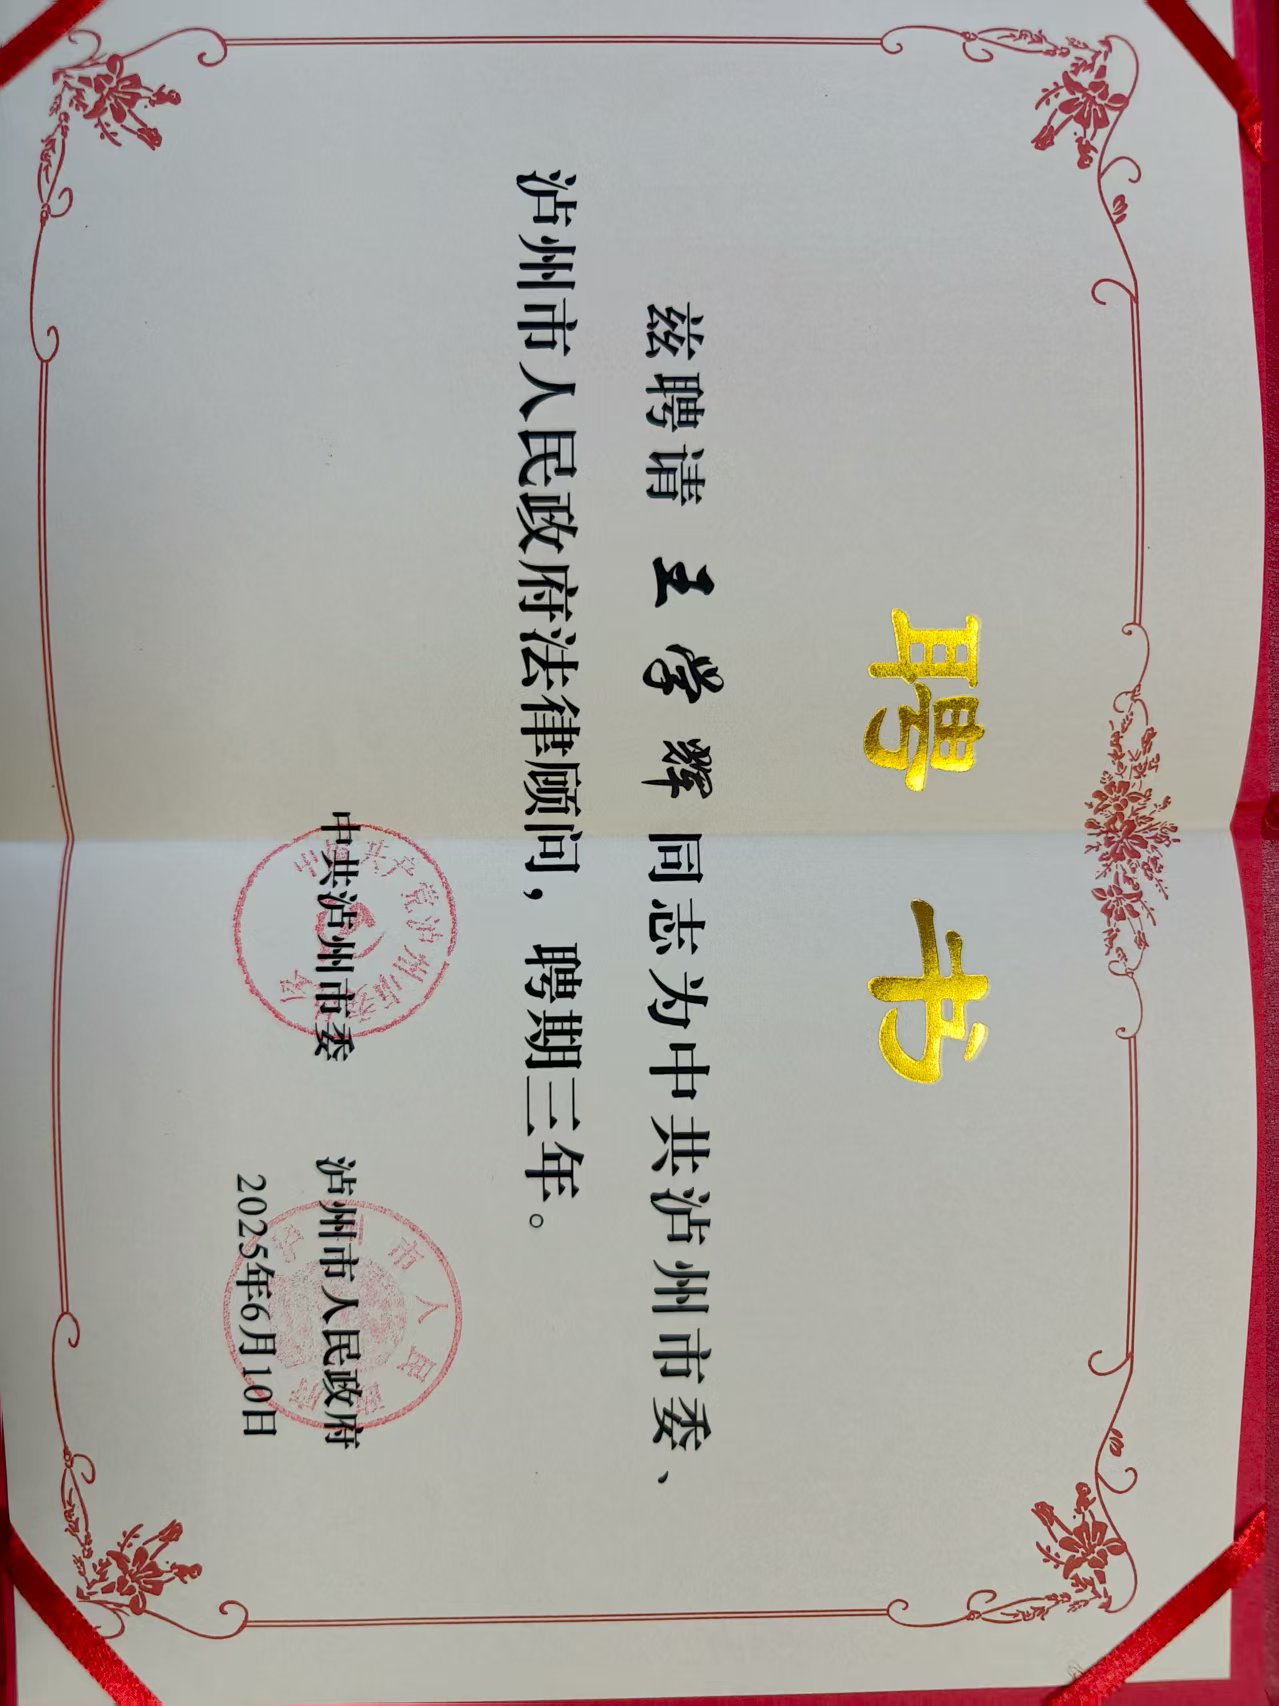 聘书
兹聘请 王学辉 同志为中共泸州市委、
泸州市人民政府法律顾问，聘期三年。
中共泸州市委 泸州市人民政府
2025年6月10日